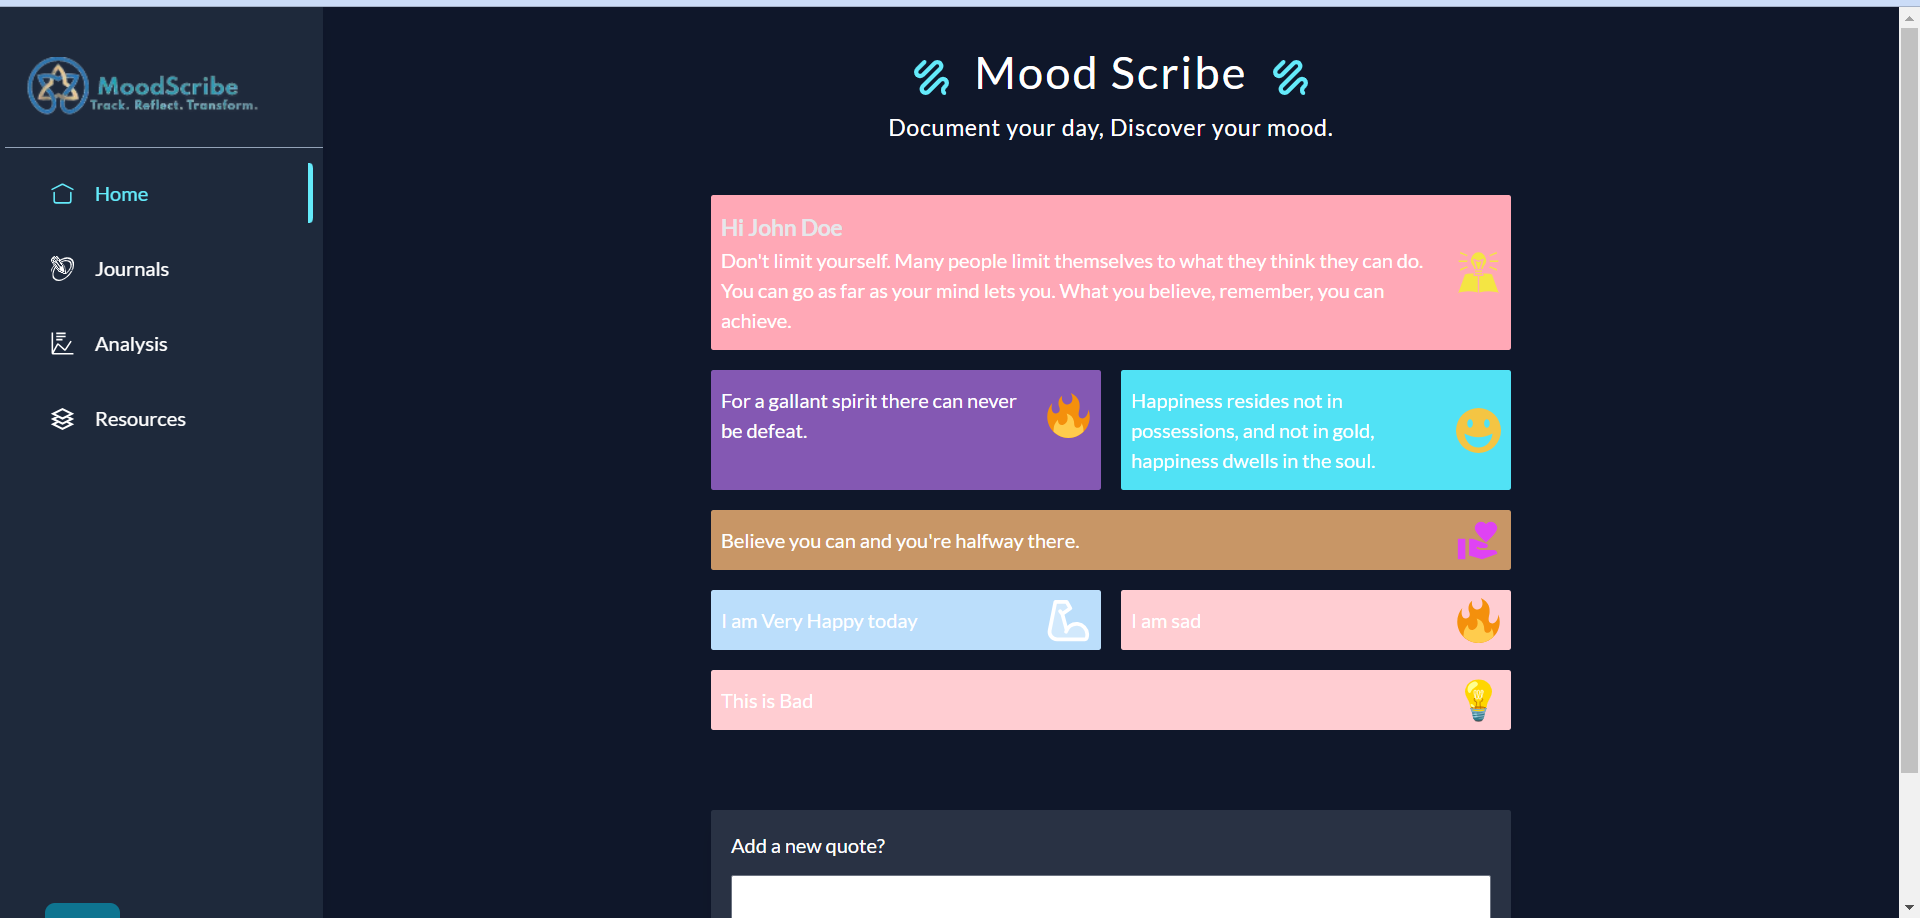 MoodScribe
Track. Reflect. Transform.
Home
Journals
Analysis
Resources
Mood Scribe
Document your day, Discover your mood.
Hi John Doe
Don't limit yourself. Many people limit themselves to what they think they can do.
You can go as far as your mind lets you. What you believe, remember, you can
achieve.
For a gallant spirit there can never
be defeat.
Happiness resides not in
possessions, and not in gold,
happiness dwells in the soul.
Believe you can and you're halfway there.
I am Very Happy today
I am sad
This is Bad
Add a new quote?